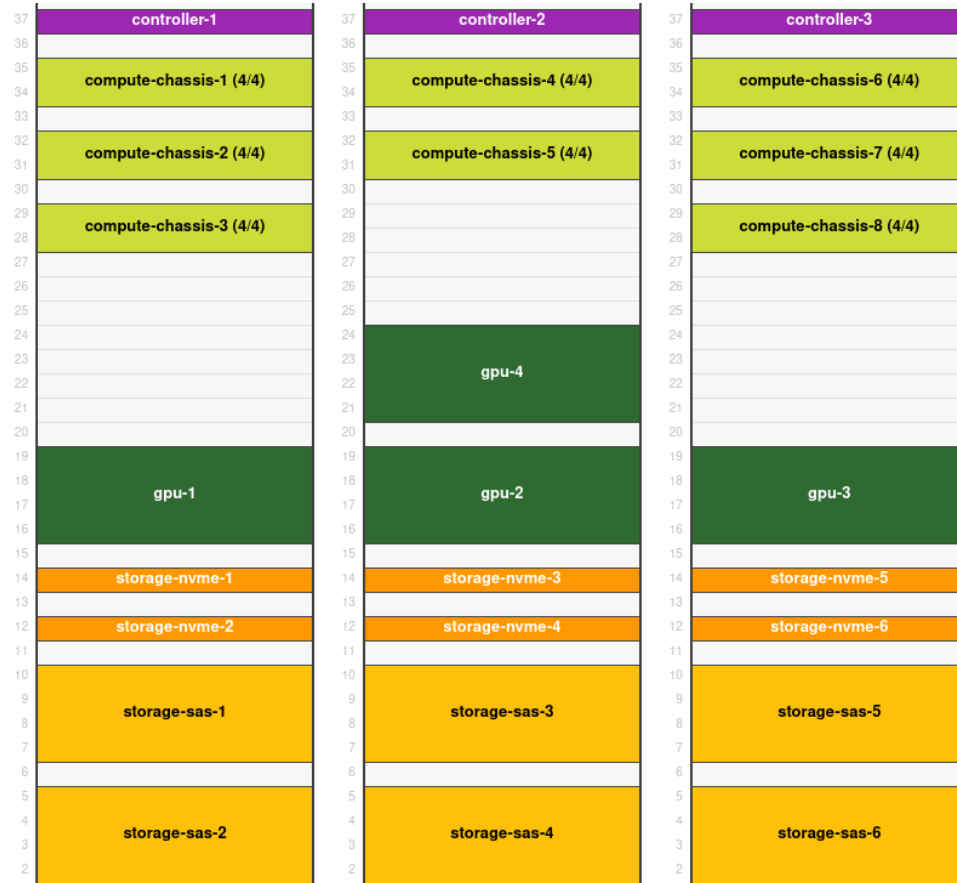 37 controller-1 37 controller-2 37 controller-3
36 36 36
35 compute-chassis-1 (4/4) 35 compute-chassis-4 (4/4) 35 compute-chassis-6 (4/4)
34 34 34
33 33 33
32 compute-chassis-2 (4/4) 32 compute-chassis-5 (4/4) 32 compute-chassis-7 (4/4)
31 31 31
30 30 30
29 compute-chassis-3 (4/4) 29 29 compute-chassis-8 (4/4)
28 28 28
27 27 27
26 26 26
25 25 25
24 24 24
23 23 gpu-4 23
22 22 22
21 21 21
20 20 20
19 19 19
18 gpu-1 18 gpu-2 18 gpu-3
17 17 17
16 16 16
15 15 15
14 storage-nvme-1 14 storage-nvme-3 14 storage-nvme-5
13 13 13
12 storage-nvme-2 12 storage-nvme-4 12 storage-nvme-6
11 11 11
10 10 10
9 storage-sas-1 9 storage-sas-3 9 storage-sas-5
8 8 8
7 7 7
6 6 6
5 5 5
4 storage-sas-2 4 storage-sas-4 4 storage-sas-6
3 3 3
2 2 2